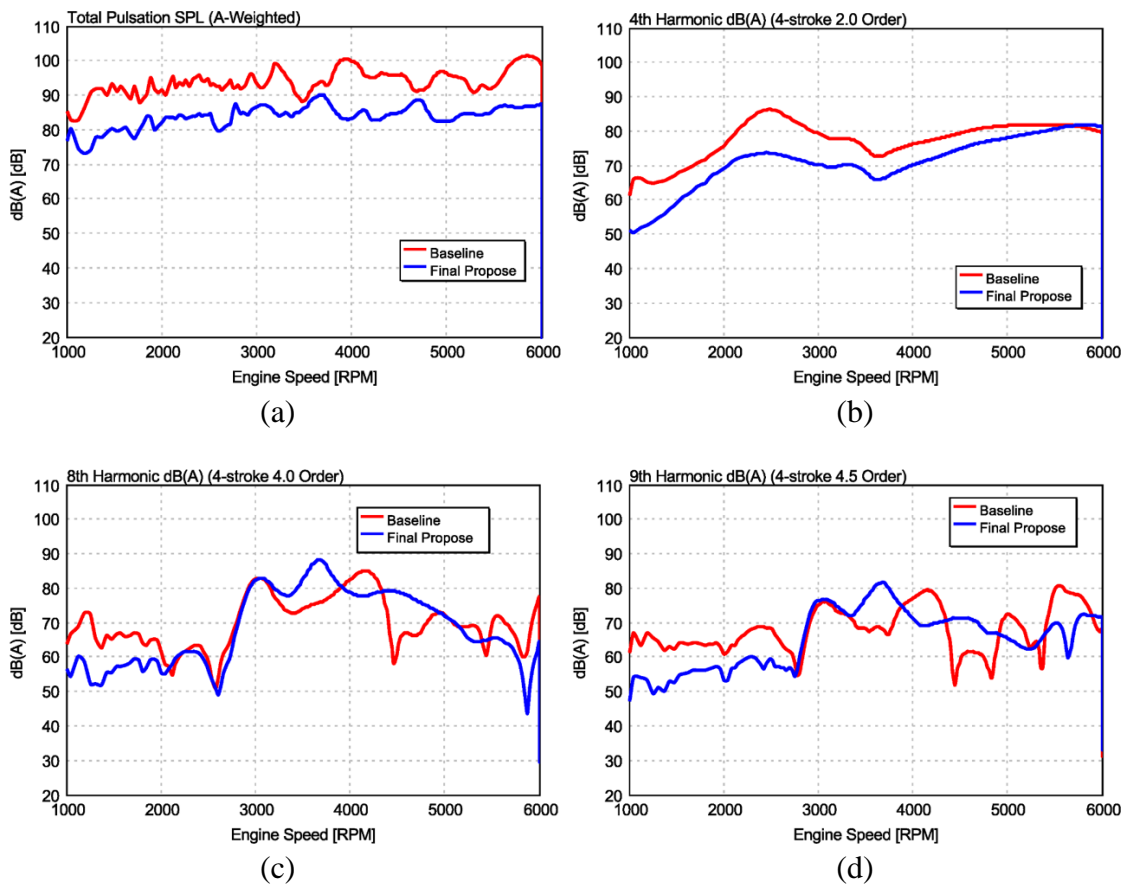 Total Pulsation SPL (A-Weighted)
110
100
90
80
70
60
50
40
30
20
dB(A) [dB]
Baseline
Final Propose
1000 2000 3000 4000 5000 6000
Engine Speed [RPM]
(a)
4th Harmonic dB(A) (4-stroke 2.0 Order)
110
100
90
80
70
60
50
40
30
20
dB(A) [dB]
Baseline
Final Propose
1000 2000 3000 4000 5000 6000
Engine Speed [RPM]
(b)
8th Harmonic dB(A) (4-stroke 4.0 Order)
110
100
90
80
70
60
50
40
30
20
dB(A) [dB]
Baseline
Final Propose
1000 2000 3000 4000 5000 6000
Engine Speed [RPM]
(c)
9th Harmonic dB(A) (4-stroke 4.5 Order)
110
100
90
80
70
60
50
40
30
20
dB(A) [dB]
Baseline
Final Propose
1000 2000 3000 4000 5000 6000
Engine Speed [RPM]
(d)